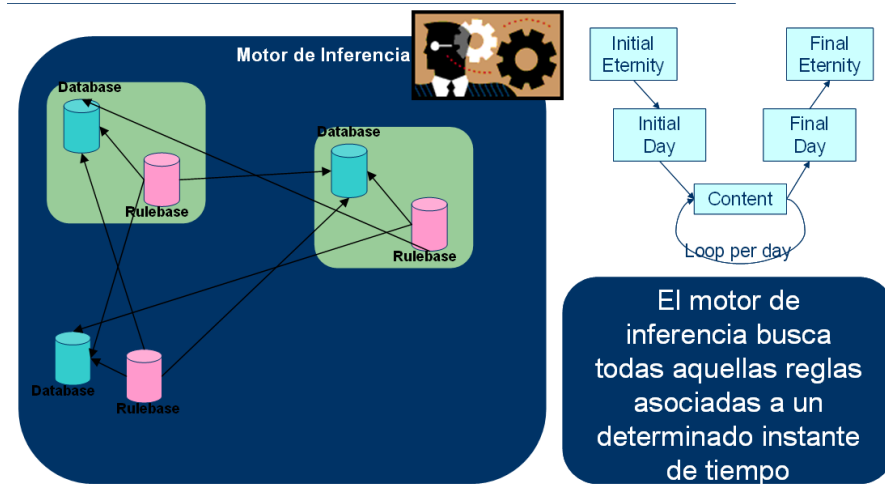 Motor de Inferencia
Database
Rulebase
Database
Rulebase
Database
Rulebase
Initial
Eternity
Final
Eternity
Initial
Day
Final
Day
Content
Loop per day
El motor de
inferencia busca
todas aquellas reglas
asociadas a un
determinado instante
de tiempo